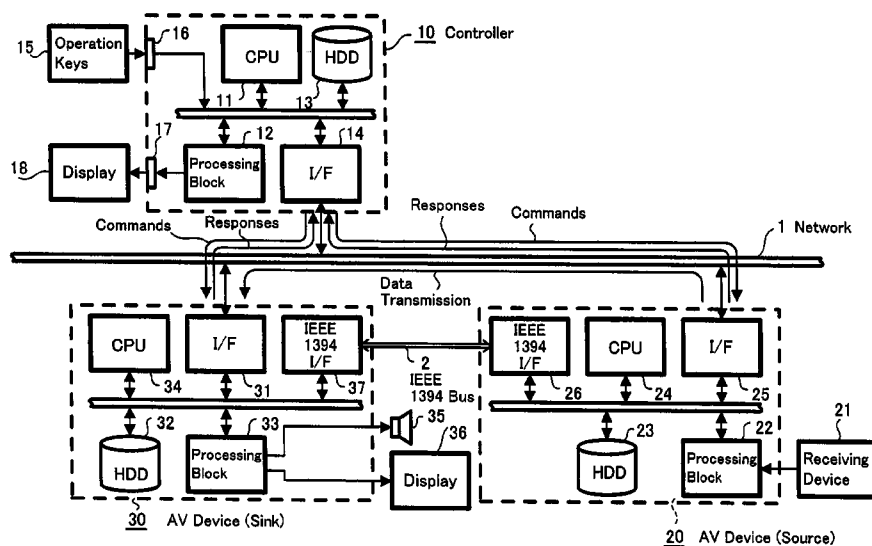 15
Operation
Keys
16
CPU
HDD
10 Controller
11
13
12
14
17
18
Display
Processing
Block
I/F
Commands
Responses
Responses
Commands
1 Network
Data
Transmission
CPU
I/F
IEEE
1394
I/F
34
31
37
2
IEEE
1394 Bus
IEEE
1394
I/F
CPU
I/F
26
24
25
32
HDD
33
Processing
Block
35
36
Display
23
HDD
22
Processing
Block
21
Receiving
Device
30 AV Device (Sink)
20 AV Device (Source)